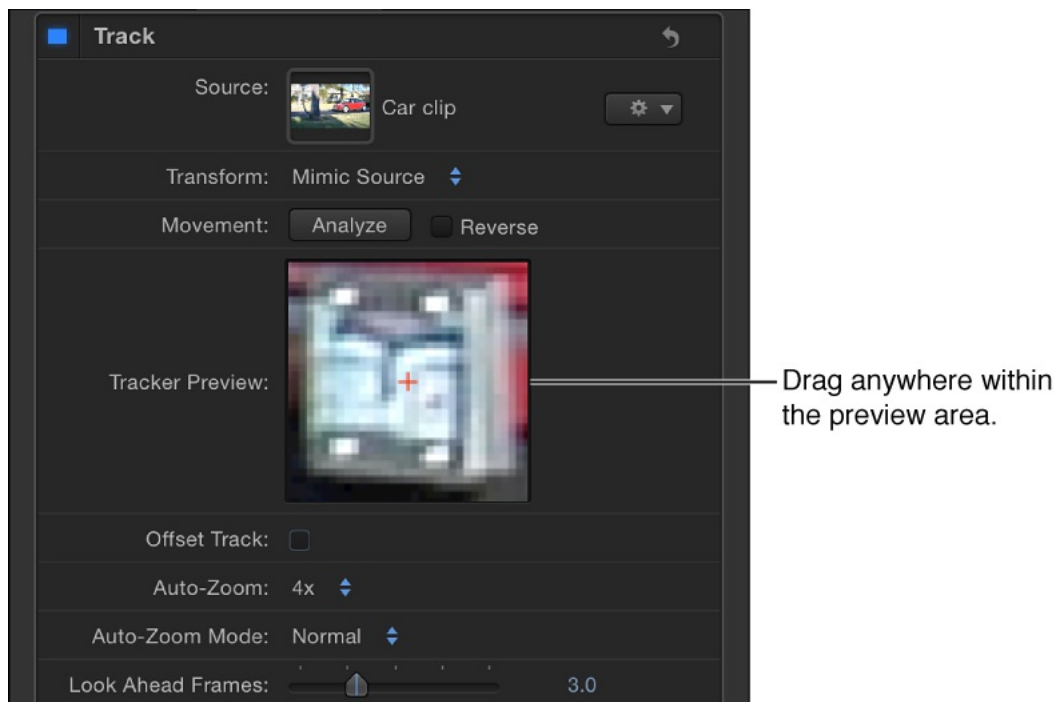 Track
Source: Car clip
Transform: Mimic Source
Movement: Analyze Reverse
Tracker Preview:
Drag anywhere within
the preview area.
Offset Track:
Auto-Zoom: 4x
Auto-Zoom Mode: Normal
Look Ahead Frames: 3.0